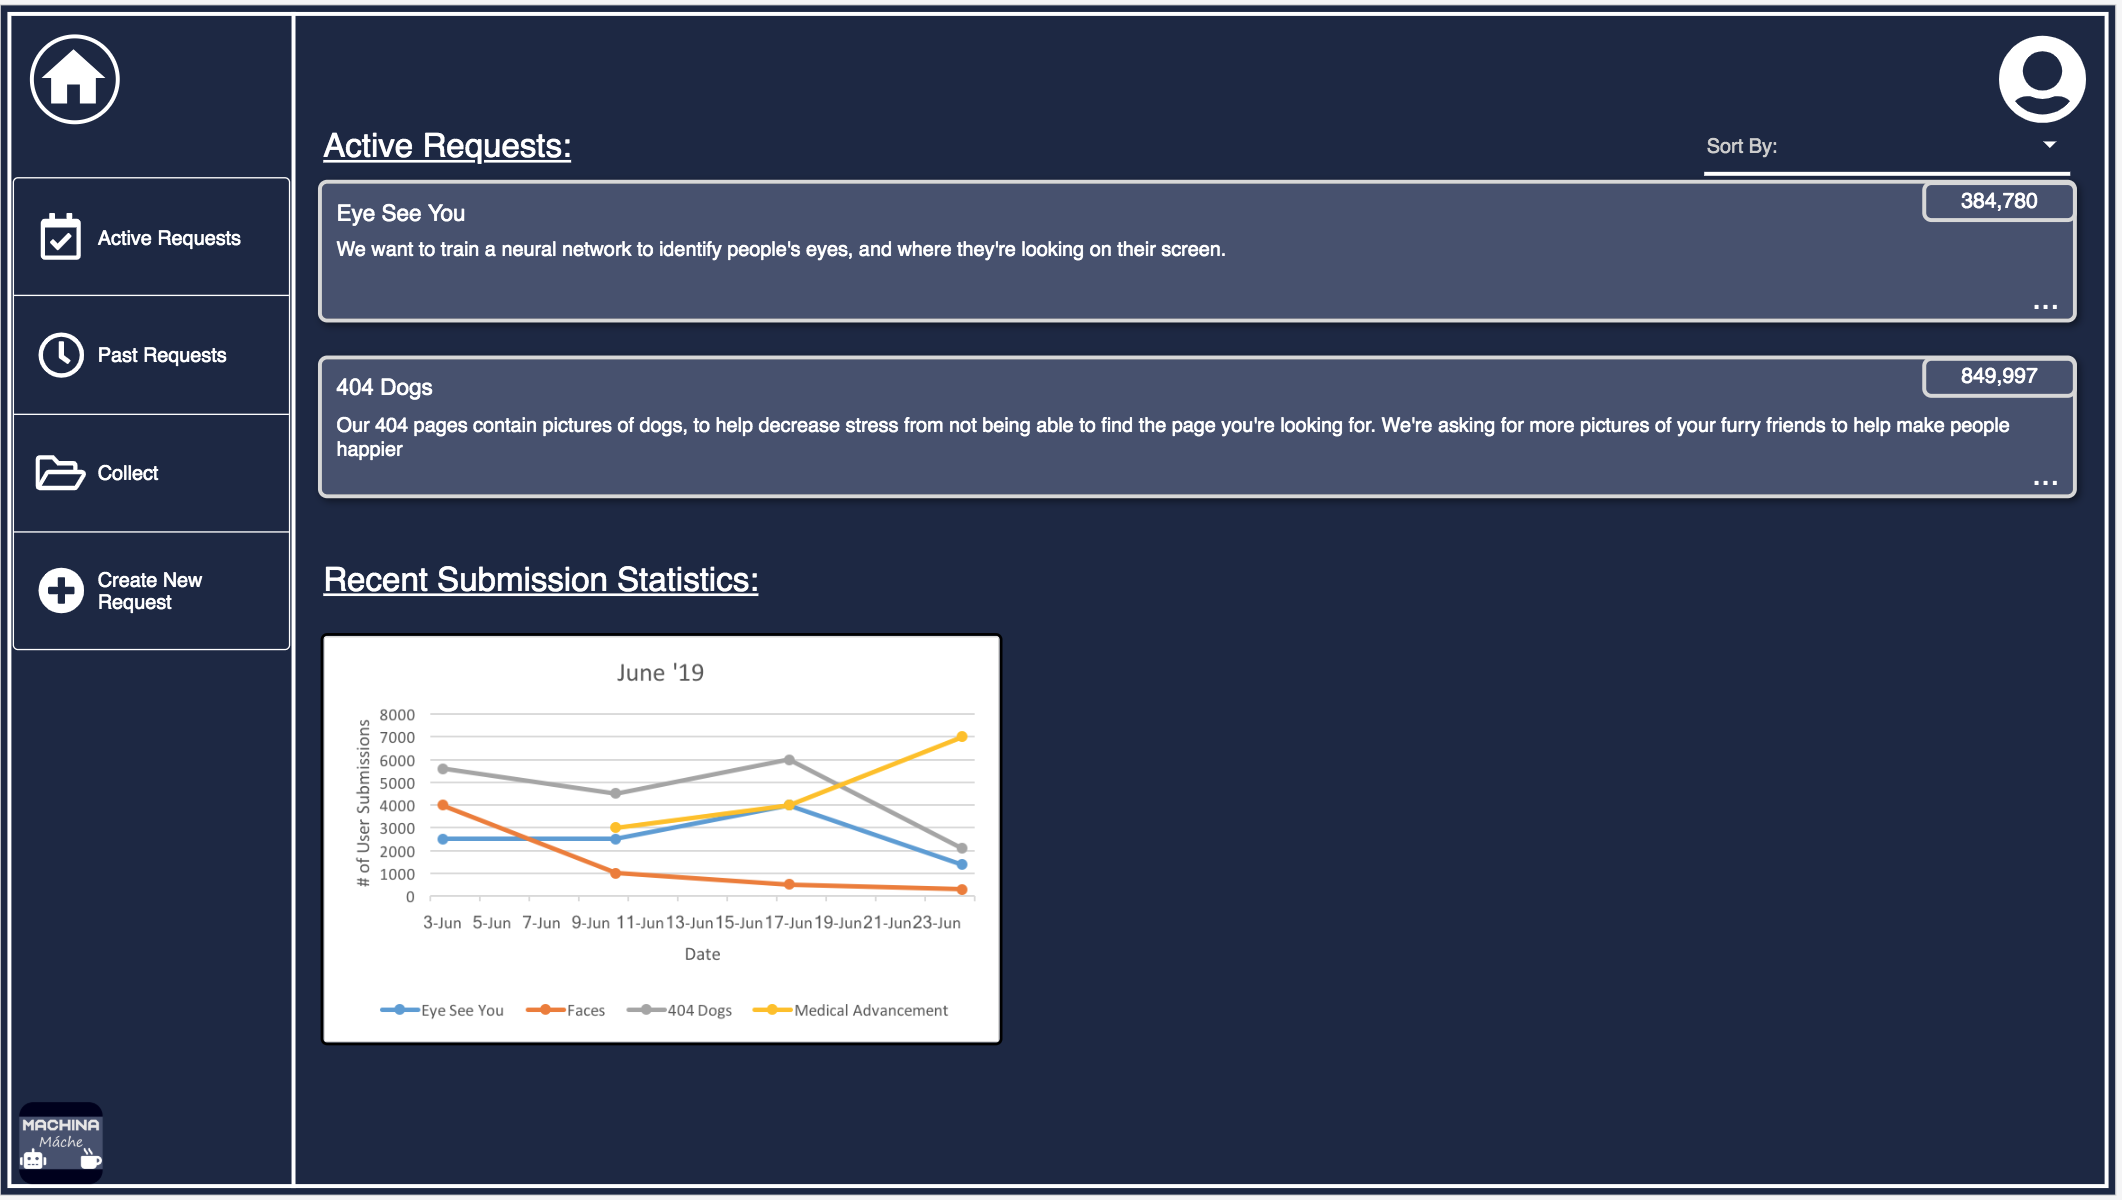 Active Requests:
Sort By:
Active Requests
Past Requests
Collect
Create New
Request
Eye See You
384,780
We want to train a neural network to identify people's eyes, and where they're looking on their screen.
...
404 Dogs
849,997
Our 404 pages contain pictures of dogs, to help decrease stress from not being able to find the page you're looking for. We're asking for more pictures of your furry friends to help make people
happier
...
Recent Submission Statistics:
June '19
# of User Submissions
8000
7000
6000
5000
4000
3000
2000
1000
0
3-Jun 5-Jun 7-Jun 9-Jun 11-Jun 13-Jun 15-Jun 17-Jun 19-Jun 21-Jun 23-Jun
Date
Eye See You Faces 404 Dogs Medical Advancement
MACHINA
Máche